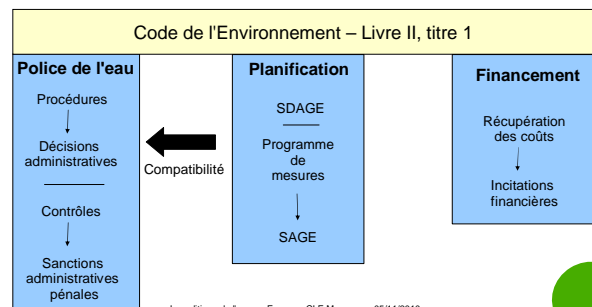 Code de l'Environnement – Livre II, titre 1
Police de l'eau
Procédures
Décisions
administratives
Contrôles
Sanctions
administratives
pénales
Compatibilité
Planification
SDAGE
Programme
de
mesures
SAGE
Financement
Récupération
des coûts
Incitations
financières